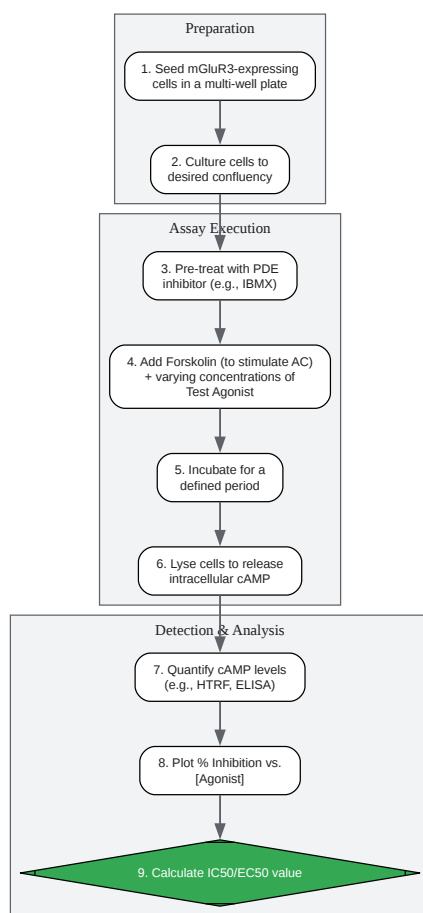 Preparation
1. Seed mGluR3-expressing
cells in a multi-well plate
2. Culture cells to
desired confluency
Assay Execution
3. Pre-treat with PDE
inhibitor (e.g., IBMX)
4. Add Forskolin (to stimulate AC)
+ varying concentrations of
Test Agonist
5. Incubate for a
defined period
6. Lyse cells to release
intracellular cAMP
Detection & Analysis
7. Quantify cAMP levels
(e.g., HTRF, ELISA)
8. Plot % Inhibition vs.
[Agonist]
9. Calculate IC50/EC50 value